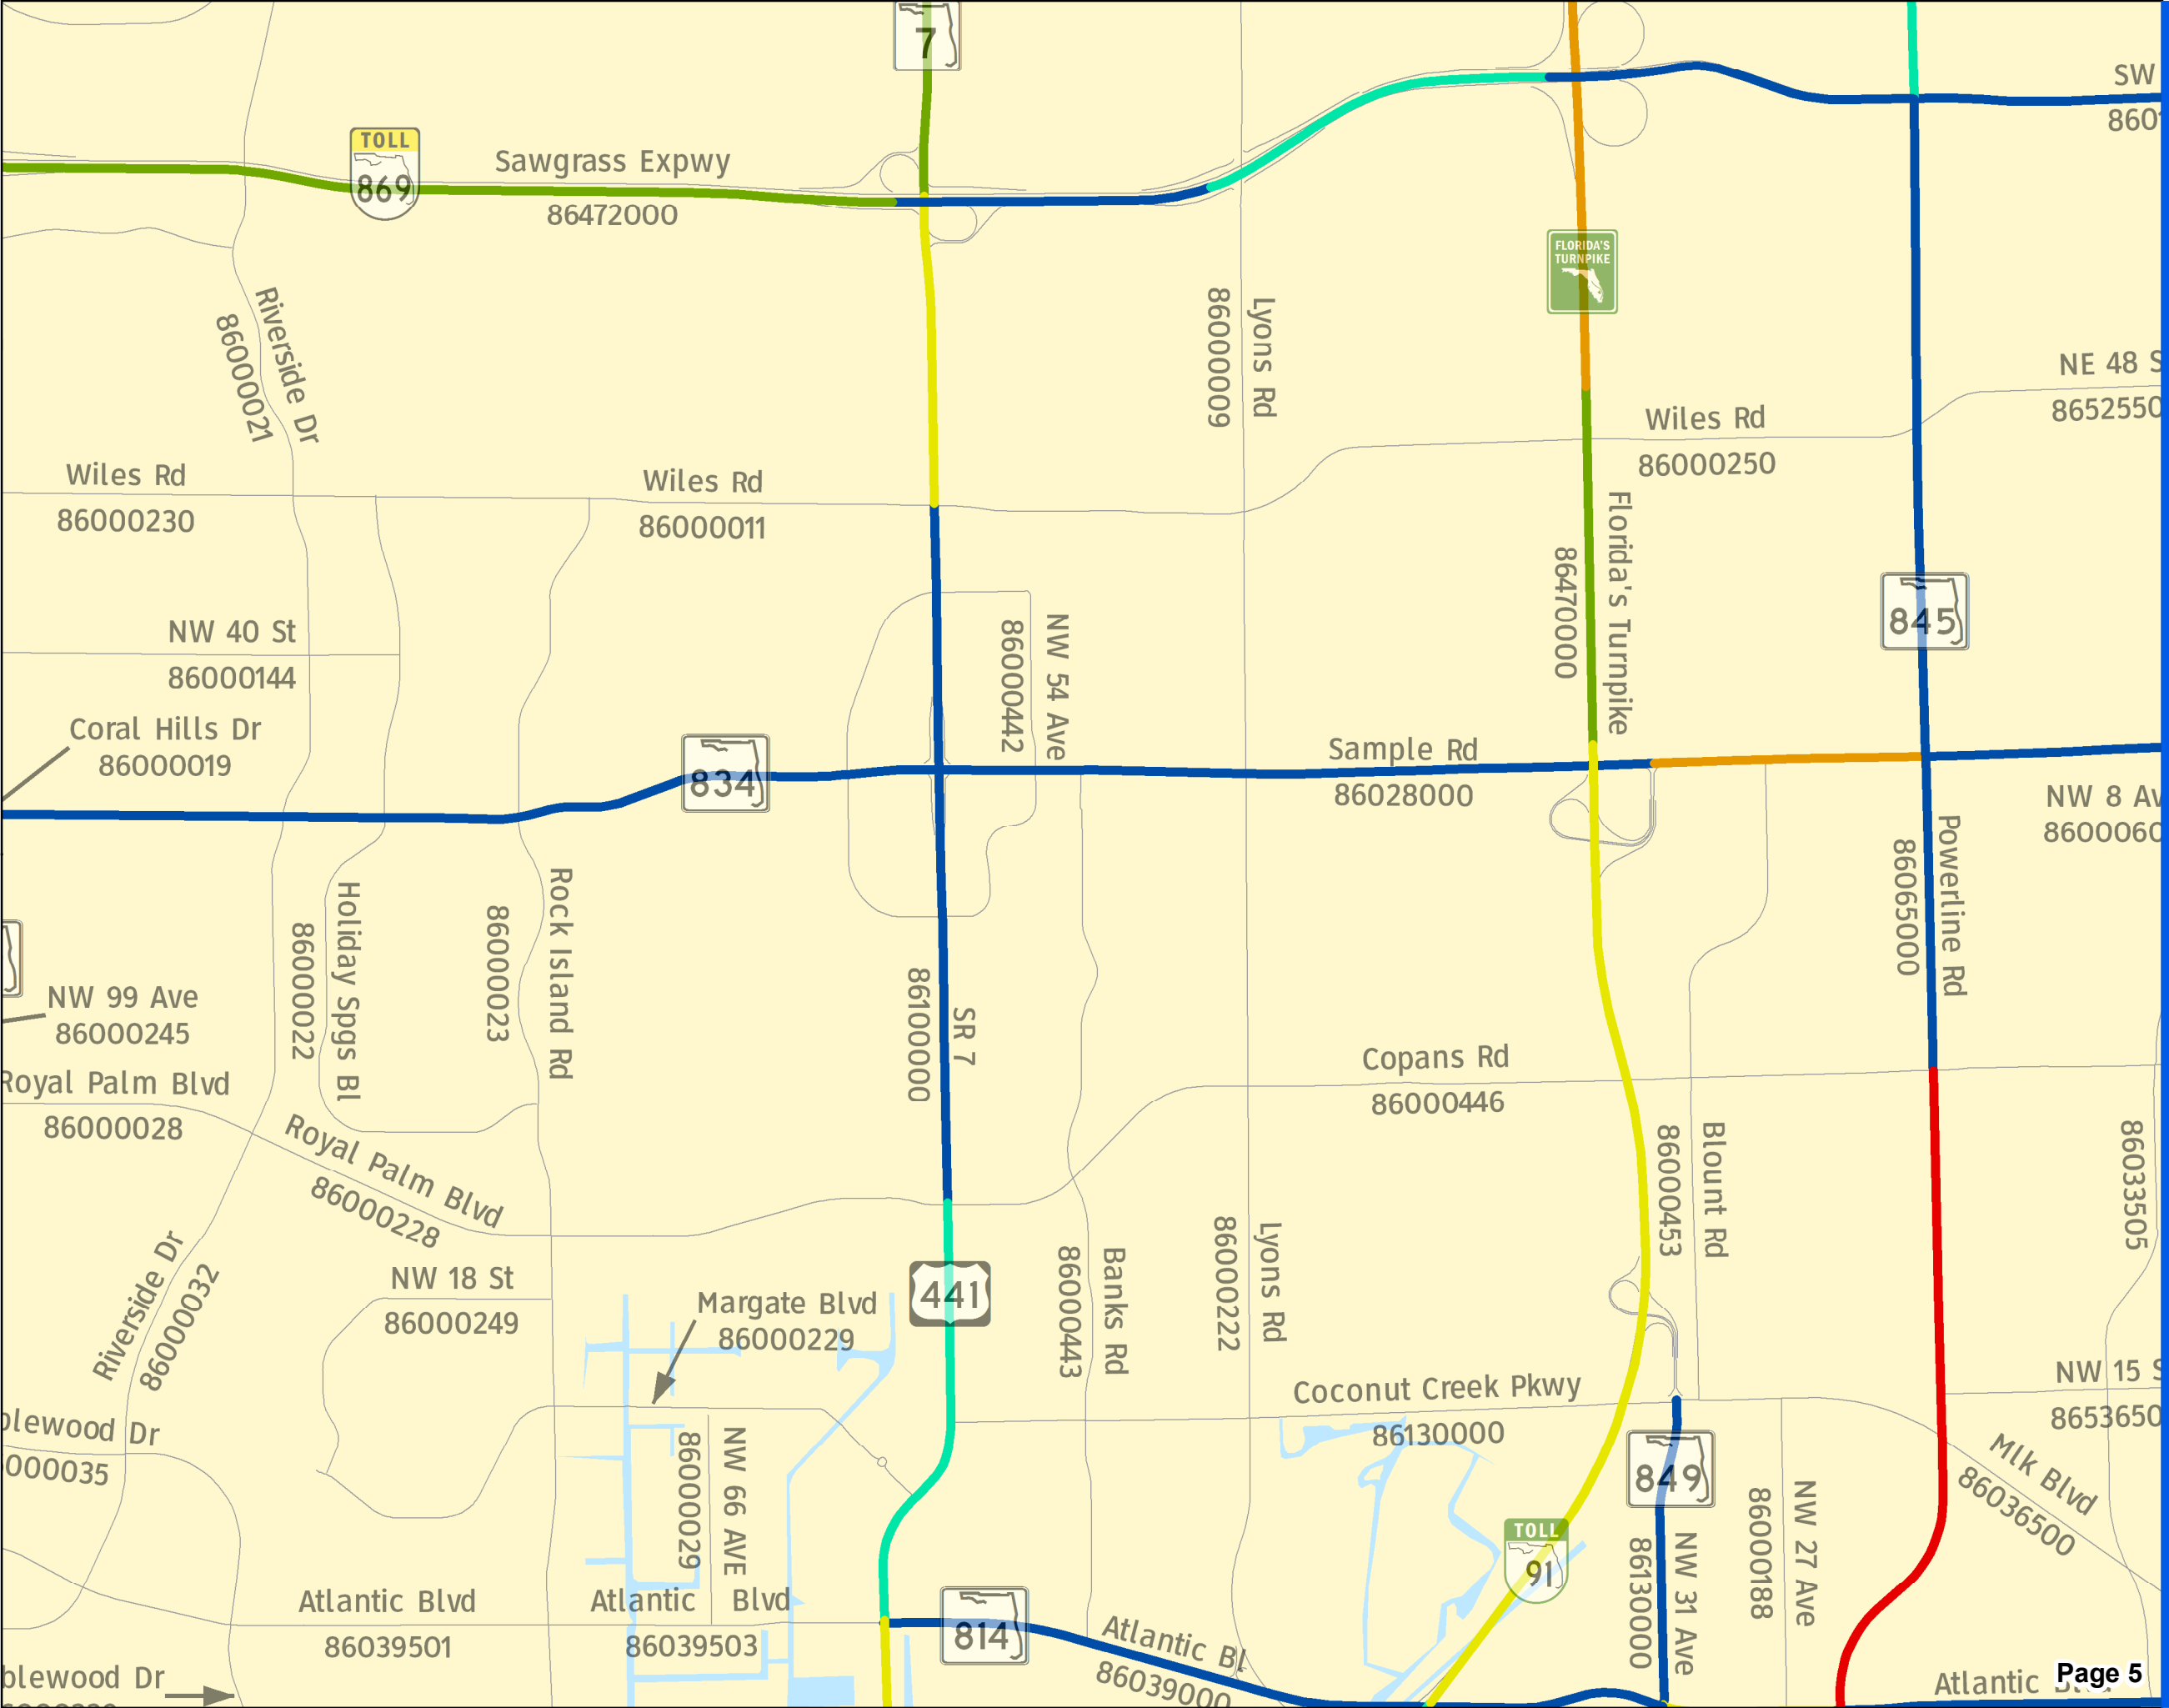 7
SW
TOLL
869
Sawgrass Expwy
86472000
FLORIDA'S
TURNPIKE
Riverside Dr
86000021
Lyons Rd
86000009
NE 48 S
8652550
Wiles Rd
86000250
Wiles Rd
86000230
Wiles Rd
86000011
Florida's Turnpike
86470000
845
NW 40 St
86000144
NW 54 Ave
86000442
Coral Hills Dr
86000019
834
Sample Rd
86028000
NW 8 Av
8600060
Powerline Rd
86065000
Holiday Spgs Bl
86000022
Rock Island Rd
86000023
NW 99 Ave
86000245
SR 7
86100000
Royal Palm Blvd
86000028
Copans Rd
86000446
Royal Palm Blvd
86000228
Blount Rd
86000453
86033505
Riverside Dr
86000032
NW 18 St
86000249
Margate Blvd
86000229
441
Banks Rd
86000443
Lyons Rd
86000222
Coconut Creek Pkwy
86130000
NW 15 S
8653650
blewood Dr
000035
NW 66 AVE
86000029
849
Mlk Blvd
86036500
TOLL
91
NW 31 Ave
86130000
NW 27 Ave
86000188
Atlantic Blvd
86039501
Atlantic Blvd
86039503
814
Atlantic Bl
86039000
blewood Dr
Atlantic
Page 5